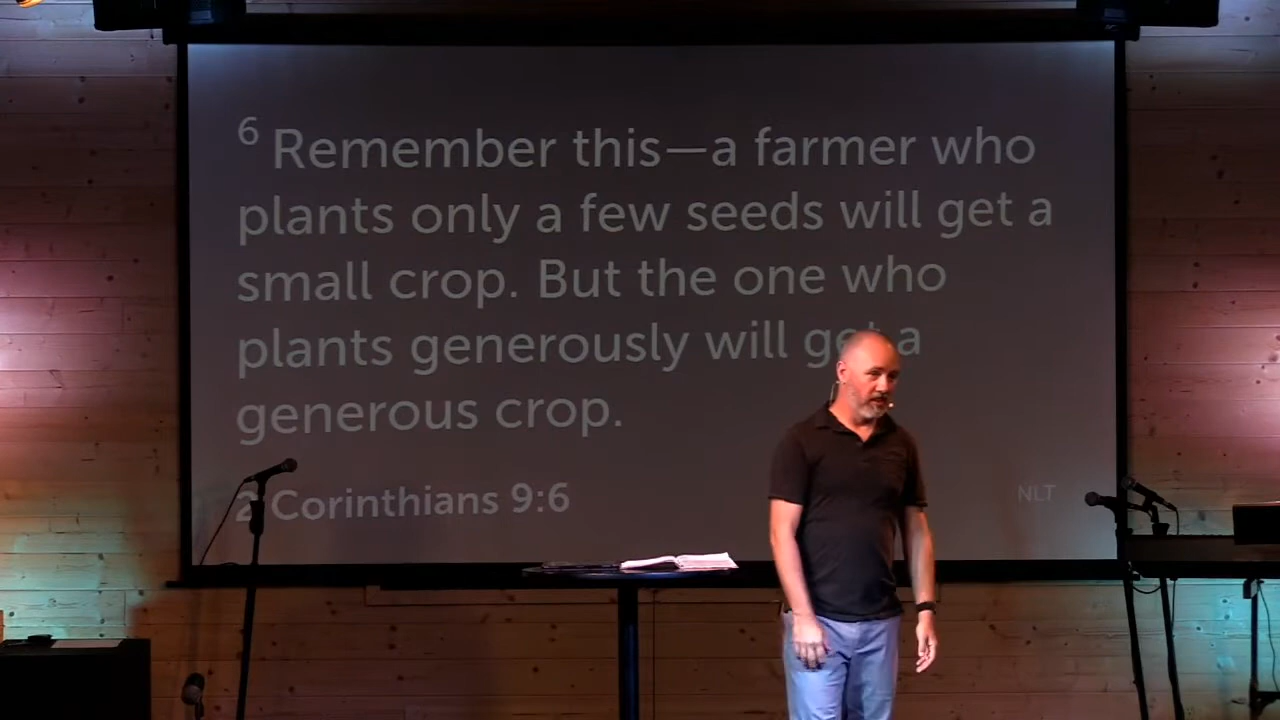 6 Remember this—a farmer who
plants only a few seeds will get a
small crop. But the one who
plants generously will get a
generous crop.
2 Corinthians 9:6
NLT